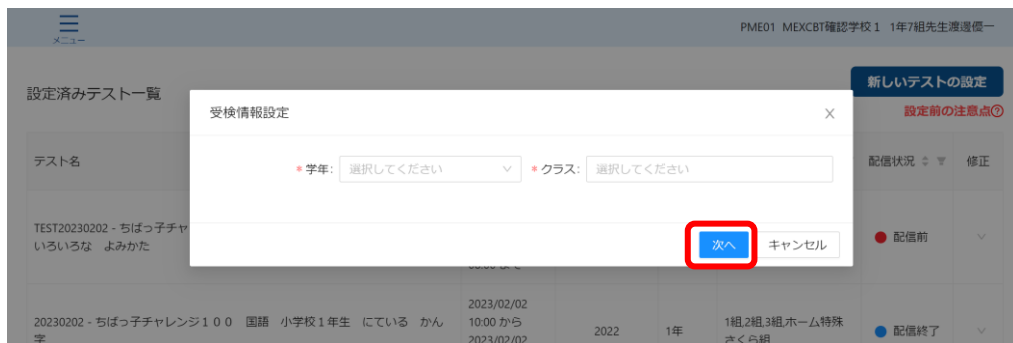 メニュー
PME01 MEXCBT確認学校１ 1年7組先生渡邉優一
設定済みテスト一覧
新しいテストの設定
設定前の注意点?
受検情報設定
* 学年: 選択してください * クラス: 選択してください
次へ キャンセル
テスト名
配信状況 修正
TEST20230202 - ちばっ子チャ
いろいろな よみかた
配信前
2023/02/02
20230202 - ちばっ子チャレンジ１００ 国語 小学校１年生 にている かん
字
10:00 から
2023/02/02
2022
1年
1組,2組,3組,ホーム特殊
さくら組
配信終了